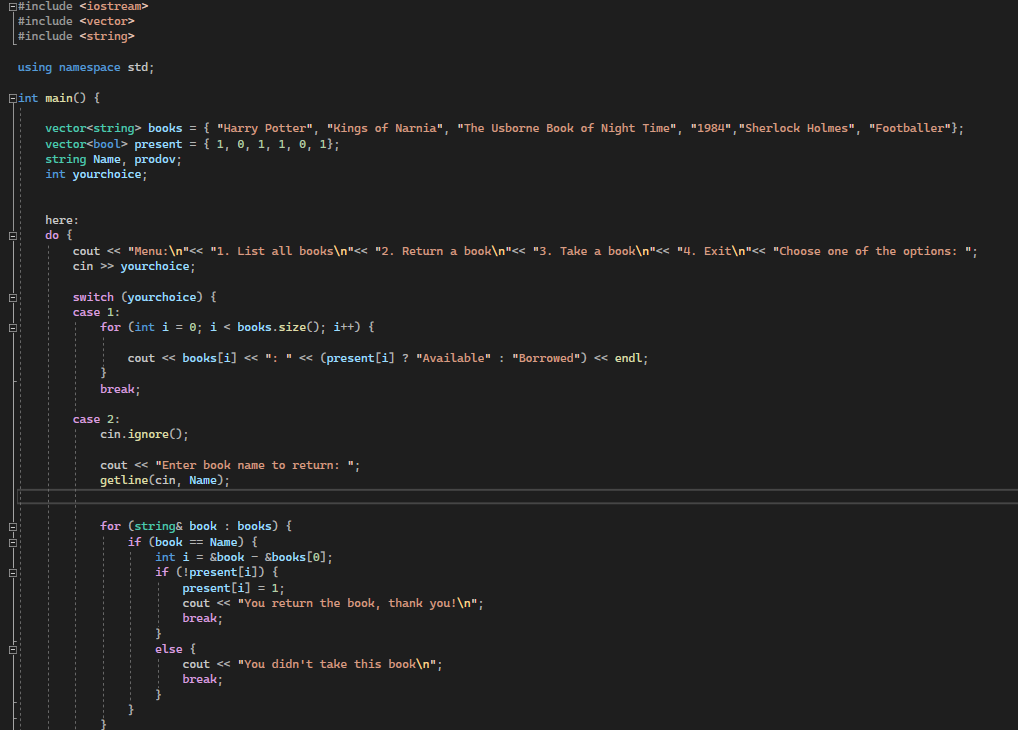 #include <iostream>
#include <vector>
#include <string>
using namespace std;
int main() {
vector<string> books = { "Harry Potter", "Kings of Narnia", "The Usborne Book of Night Time", "1984","Sherlock Holmes", "Footballer"};
vector<bool> present = { 1, 0, 1, 1, 0, 1};
string Name, prodov;
int yourchoice;
here:
do {
cout << "Menu:\n"<< "1. List all books\n"<< "2. Return a book\n"<< "3. Take a book\n"<< "4. Exit\n"<< "Choose one of the options: ";
cin >> yourchoice;
switch (yourchoice) {
case 1:
for (int i = 0; i < books.size(); i++) {
cout << books[i] << ": " << (present[i] ? "Available" : "Borrowed") << endl;
}
break;
case 2:
cin.ignore();
cout << "Enter book name to return: ";
getline(cin, Name);
for (string& book : books) {
if (book == Name) {
int i = &book - &books[0];
if (!present[i]) {
present[i] = 1;
cout << "You return the book, thank you!\n";
break;
}
else {
cout << "You didn't take this book\n";
break;
}
}
}